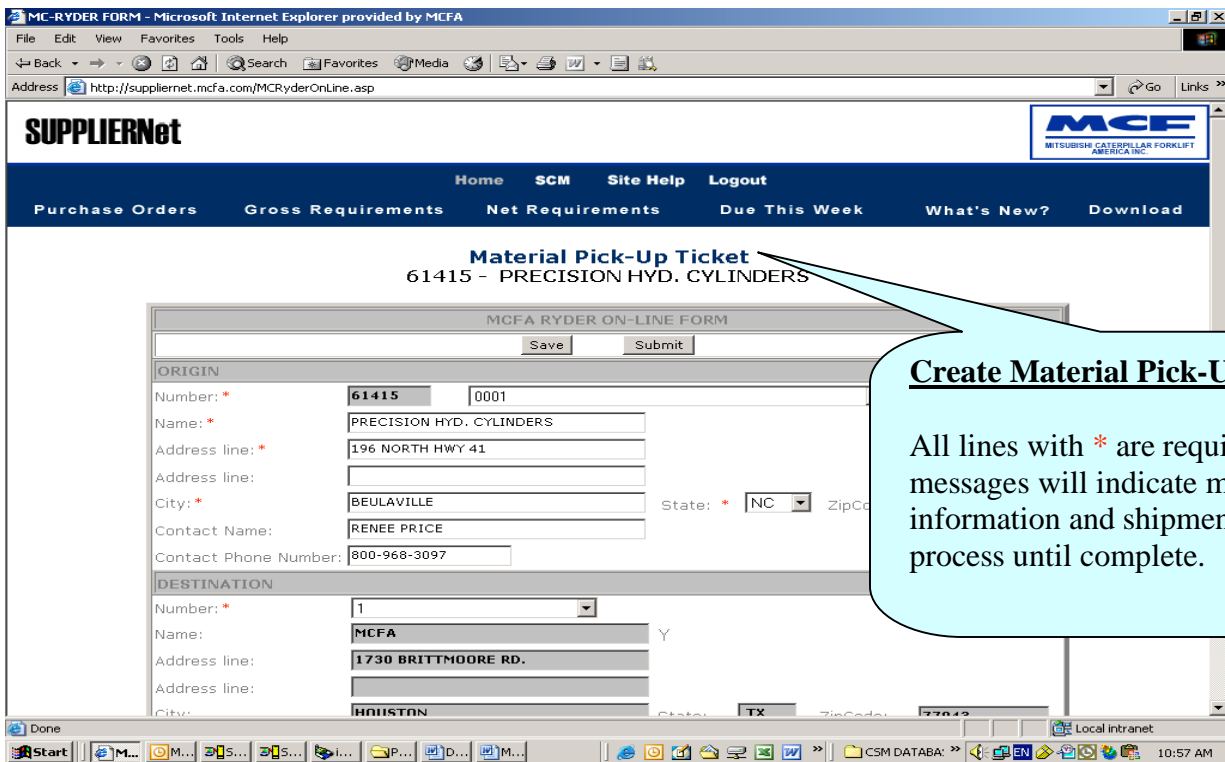 MC-RYDER FORM - Microsoft Internet Explorer provided by MCFA
File Edit View Favorites Tools Help
Back Search Favorites Media
Address http://suppliernet.mcfa.com/MCRyderOnLine.asp Go Links »
SUPPLIERNet
MCF
MITSUBISHI CATERPILLAR FORKLIFT
AMERICA INC.
Home SCM Site Help Logout
Purchase Orders Gross Requirements Net Requirements Due This Week What's New? Download
Material Pick-Up Ticket
61415 - PRECISION HYD. CYLINDERS
MCFA RYDER ON-LINE FORM
Save Submit
ORIGIN
Number: * 61415 0001
Name: * PRECISION HYD. CYLINDERS
Address line: * 196 NORTH HWY 41
Address line:
City: * BEULAVILLE State: * NC ZipCo
Contact Name: RENEE PRICE
Contact Phone Number: 800-968-3097
DESTINATION
Number: * 1
Name: MCFA Y
Address line: 1730 BRITTMOORE RD.
Address line:
City: HOUSTON State: TX ZipCode: 77043
Create Material Pick-U
All lines with * are requi
messages will indicate m
information and shipmen
process until complete.
Done Local intranet
Start M... M... S... S... i... P... D... M... » CSM DATABA: » EN 10:57 AM